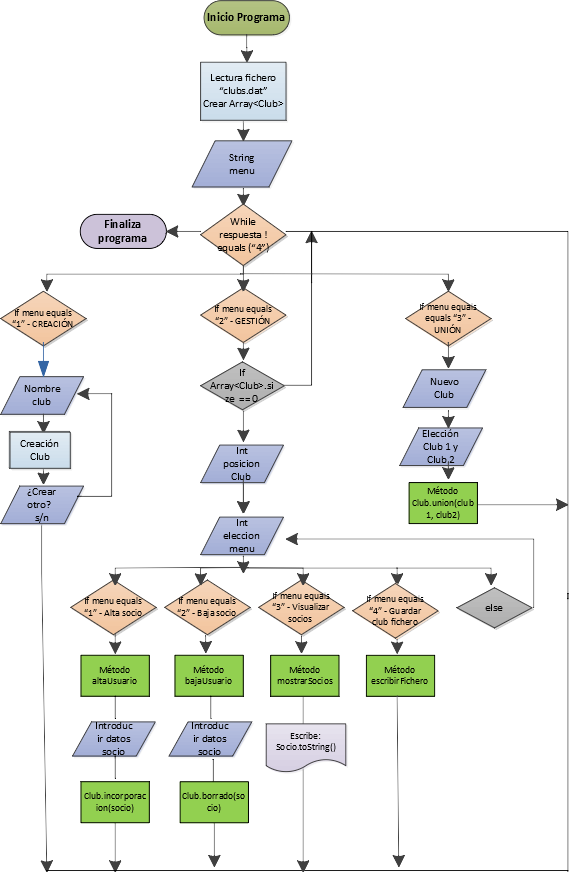 Inicio Programa
Lectura fichero
“clubs.dat”
Crear Array<Club>
String
menu
While
respuesta !
equals (“4”)
Finaliza
programa
If menu equals
“1” - CREACIÓN
If menu equals
“2” - GESTIÓN
If menu equals
equals “3” -
UNIÓN
Nombre
club
If
Array<Club>.si
ze ==0
Nuevo
Club
Creación
Club
Elección
Club 1 y
Club 2
Int
posicion
Club
¿Crear
otro?
s/n
Método
Club.union(club
1, club2)
Int
eleccion
menu
If menu equals
“1” - Alta socio
If menu equals
“2” - Baja socio
If menu equals
“3” - Visualizar
socios
If menu equals
“4” - Guardar
club fichero
else
Método
altaUsuario
Método
bajaUsuario
Método
mostrarSocios
Método
escribirFichero
Introduc
ir datos
socio
Introduc
ir datos
socio
Escribe:
Socio.toString()
Club.incorporac
ion(socio)
Club.borrado(so
cio)